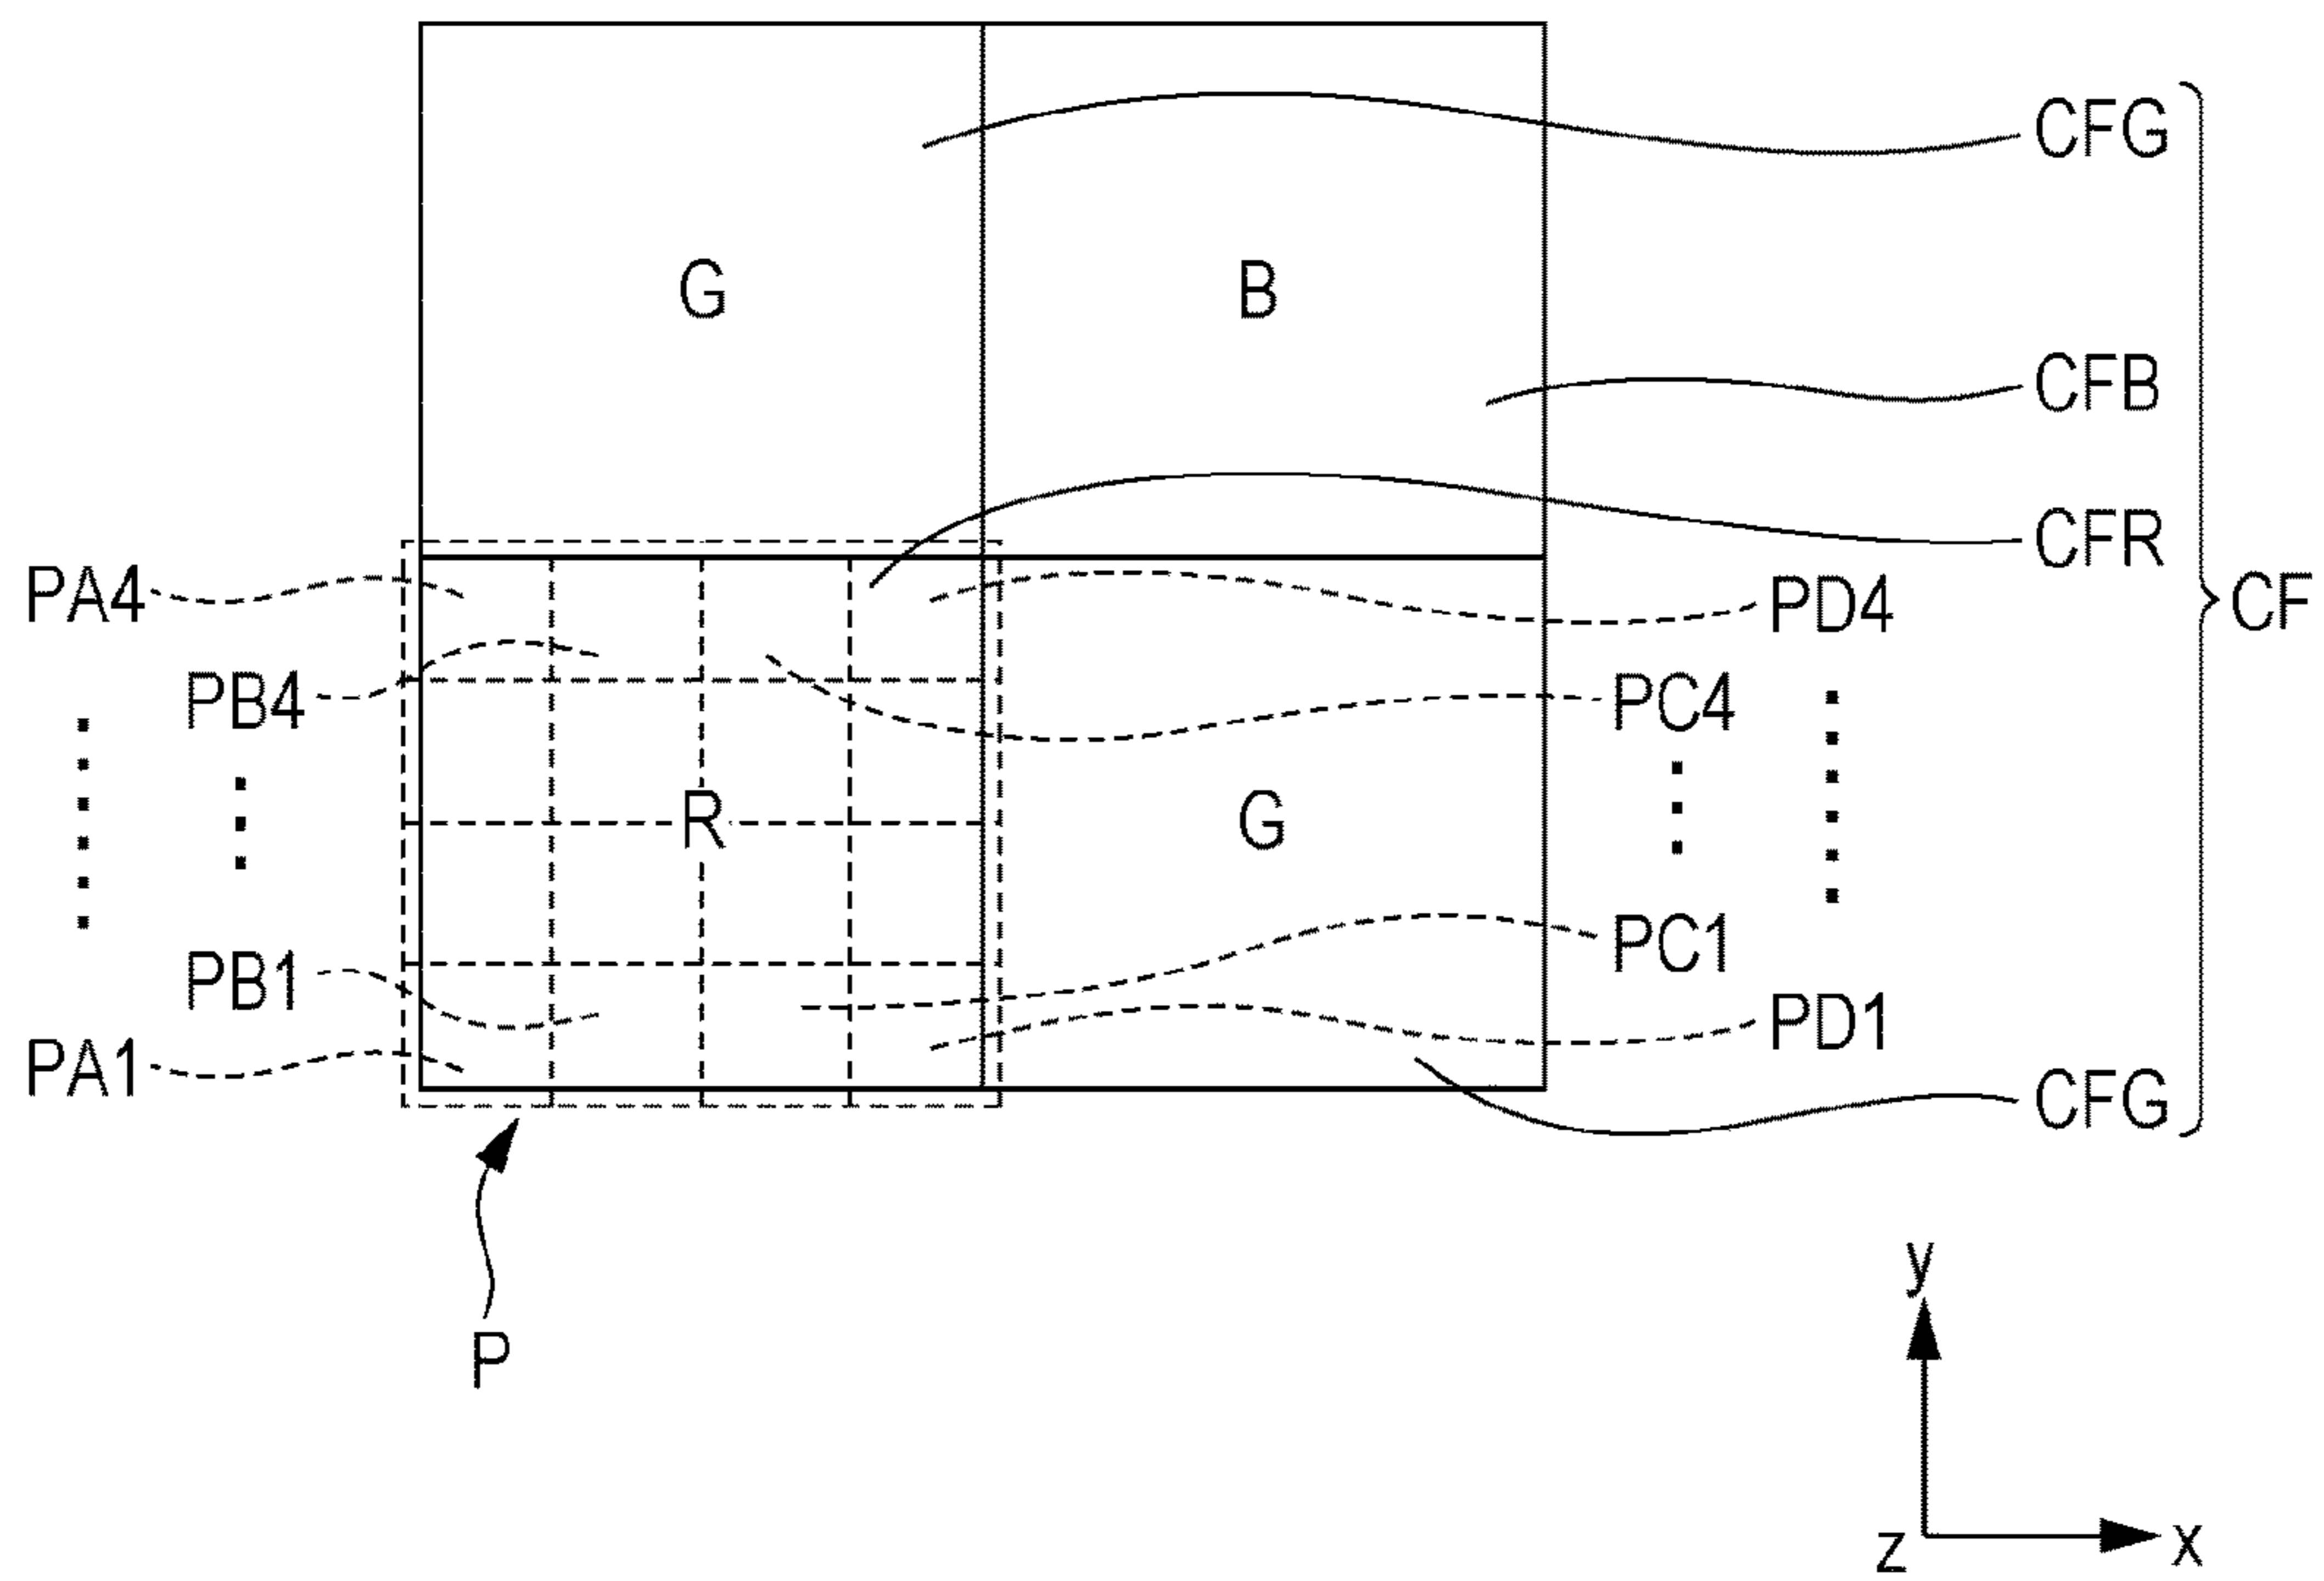 CFG
G B
CFB
CFR
PA4 PD4 CF
PB4 PC4
R G
PB1 PC1
PA1 PD1
CFG
P
y
z x